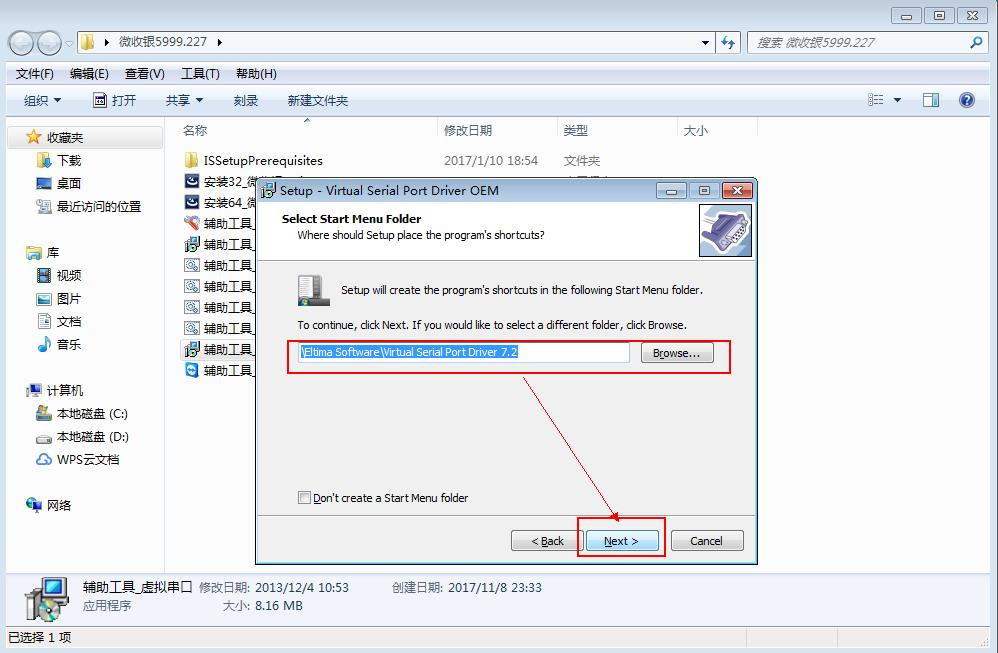 微收银5999.227
搜索 微收银5999.227
文件(F) 编辑(E) 查看(V) 工具(T) 帮助(H)
组织 打开 共享 刻录 新建文件夹
名称 修改日期 类型 大小
收藏夹
下载
桌面
最近访问的位置
库
视频
图片
文档
音乐
计算机
本地磁盘 (C:)
本地磁盘 (D:)
WPS云文档
网络
ISSetupPrerequisites 2017/1/10 18:54 文件夹
安装32_
安装64_
辅助工具_
辅助工具_
辅助工具_
辅助工具_
辅助工具_
辅助工具_
辅助工具_
辅助工具_
Setup - Virtual Serial Port Driver OEM
Select Start Menu Folder
Where should Setup place the program's shortcuts?
Setup will create the program's shortcuts in the following Start Menu folder.
To continue, click Next. If you would like to select a different folder, click Browse.
\Eltima Software\Virtual Serial Port Driver 7.2 Browse...
Don't create a Start Menu folder
< Back Next > Cancel
辅助工具_虚拟串口 修改日期: 2013/12/4 10:53 创建日期: 2017/11/8 23:33
应用程序 大小: 8.16 MB
已选择 1 项